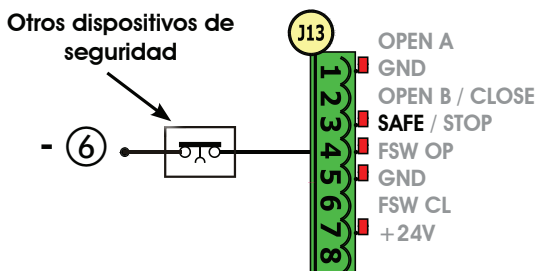 Otros dispositivos de
seguridad
J13
- 6
1
2
3
4
5
6
7
8
OPEN A
GND
OPEN B / CLOSE
SAFE / STOP
FSW OP
GND
FSW CL
+24V